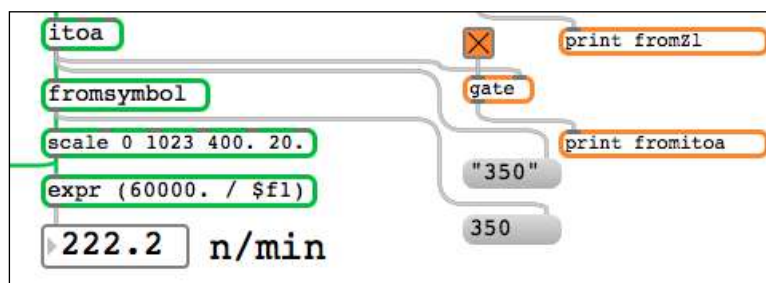 itoa
print fromZl
fromsymbol
gate
scale 0 1023 400. 20.
print fromitoa
"350"
expr (60000. / $f1)
350
222.2 n/min